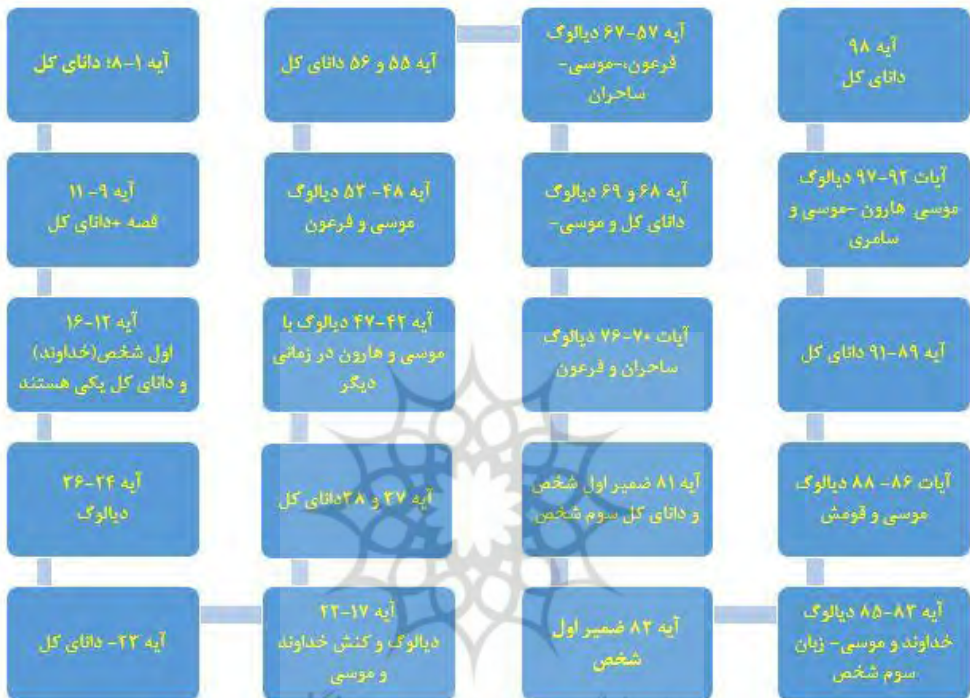 آیه ۱-۸؛ دانای کل
آیه ۹- ۱۱
قصه +دانای کل
آیه ۱۲-۱۶
اول شخص(خداوند)
و دانای کل یکی هستند
آیه ۲۴-۳۶
دیالوگ
آیه ۲۳- دانای کل
آیه ۱۷-۲۲
دیالوگ و کنش خداوند
و موسی
آیه ۳۷ و ۳۸دانای کل
آیه ۴۲-۴۷ دیالوگ با
موسی و هارون در زمانی
دیگر
آیه ۴۸- ۵۳ دیالوگ
موسی و فرعون
آیه ۵۵ و ۵۶ دانای کل
آیه ۵۷-۶۷ دیالوگ
فرعون،-موسی-
ساحران
آیه ۶۸ و ۶۹ دیالوگ
دانای کل و موسی-
آیات ۷۰-۷۶ دیالوگ
ساحران و فرعون
آیه ۸۱ ضمیر اول شخص
و دانای کل سوم شخص
آیه ۸۲ ضمیر اول
شخص
آیه ۸۳-۸۵ دیالوگ
خداوند و موسی- زبان
سوم شخص
آیات ۸۶- ۸۸ دیالوگ
موسی و قومش
آیه ۸۹-۹۱ دانای کل
آیات ۹۲-۹۷ دیالوگ
موسی هارون -موسی و
سامری
آیه ۹۸
دانای کل